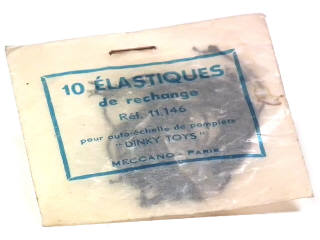 10 ÉLASTIQUES
de rechange
Réf. 11.146
pour auto-échelle de pompiers
"DINKY TOYS"
MECCANO - PARIS